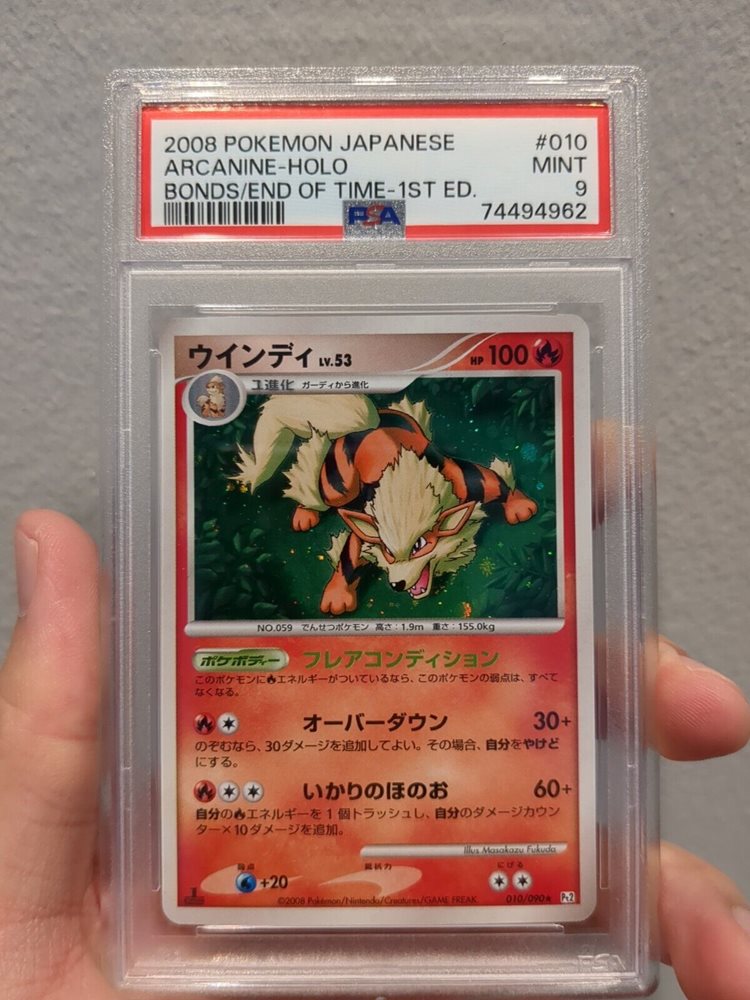 2008 POKEMON JAPANESE #010
ARCANINE-HOLO MINT
BONDS/END OF TIME-1ST ED. 9
PSA 74494962
ウインディ LV.53 HP 100
1進化 ガーディから進化
NO.059 でんせつポケモン 高さ:1.9m 重さ:155.0kg
ポケボディー フレアコンディション
このポケモンに エネルギーがついているなら、このポケモンの弱点は、すべて
なくなる。
オーバーダウン 30+
のぞむなら、30ダメージを追加してよい。その場合、自分をやけど
にする。
いかりのほのお 60+
自分の エネルギーを1個トラッシュし、自分のダメージカウン
ター×10ダメージを追加。
Illus. Masakazu Fukuda
弱点 抵抗力 にげる
+20
1 ©2008 Pokémon/Nintendo/Creatures/GAME FREAK. 010/090★ Pt2
PSA